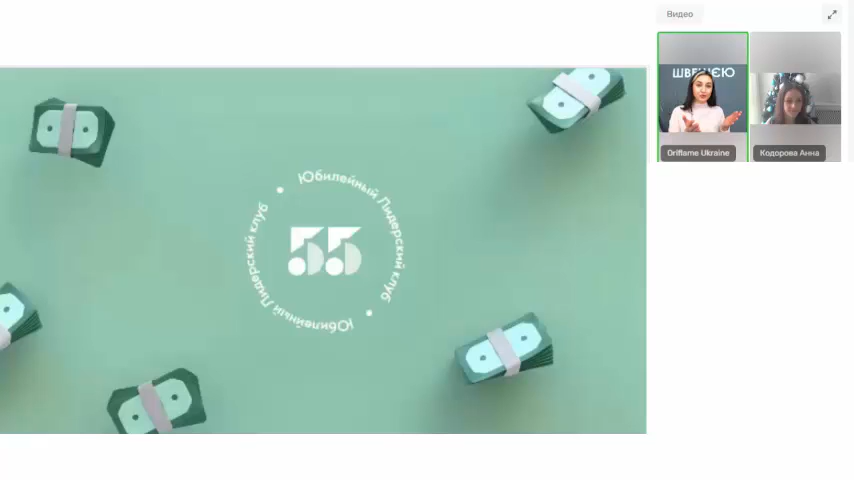 Видео
ШВЕЦІЄЮ
Oriflame Ukraine
Кодорова Анна
Юбилейный Лидерский клуб
55
Юбилейный Лидерский клуб